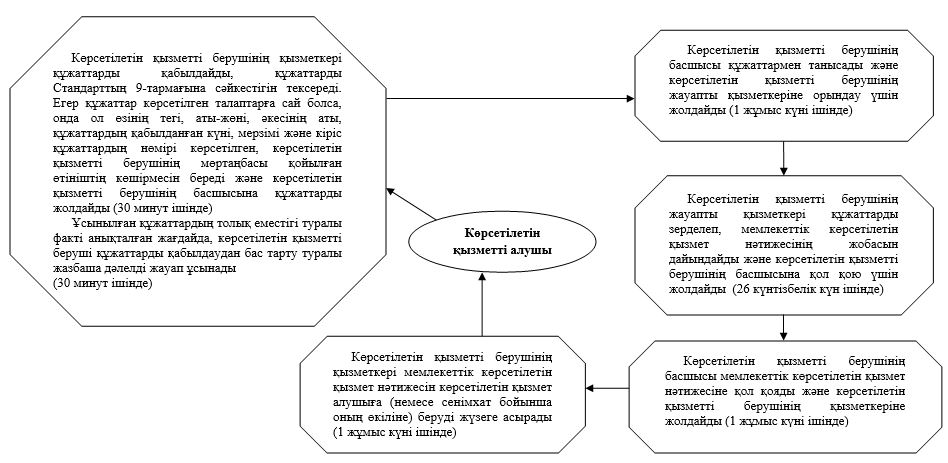 Көрсетілетін қызметті берушінің қызметкері
құжаттарды қабылдайды, құжаттарды
Стандарттың 9-тармағына сәйкестігін тексереді.
Егер құжаттар көрсетілген талаптарға сай болса,
онда ол өзінің тегі, аты-жөні, әкесінің аты,
құжаттардың қабылданған күні, мерзімі және кіріс
құжаттардың нөмірі көрсетілген, көрсетілетін
қызметті берушінің мөртаңбасы қойылған
өтініштің көшірмесін береді және көрсетілетін
қызметті берушінің басшысына құжаттарды
жолдайды (30 минут ішінде)
Ұсынылған құжаттардың толық еместігі туралы
факті анықталған жағдайда, көрсетілетін қызметті
беруші құжаттарды қабылдаудан бас тарту туралы
жазбаша дәлелді жауап ұсынады
(30 минут ішінде)
Көрсетілетін қызметті берушінің
басшысы құжаттармен танысады және
көрсетілетін қызметті берушінің
жауапты қызметкеріне орындау үшін
жолдайды (1 жұмыс күні ішінде)
Көрсетілетін қызметті берушінің
жауапты қызметкері құжаттарды
зерделеп, мемлекеттік көрсетілетін
қызмет нәтижесінің жобасын
дайындайды және көрсетілетін қызметті
берушінің басшысына қол қою үшін
жолдайды (26 күнтізбелік күн ішінде)
Көрсетілетін қызметті берушінің
басшысы мемлекеттік көрсетілетін қызмет
нәтижесіне қол қояды және көрсетілетін
қызметті берушінің қызметкеріне
жолдайды (1 жұмыс күні ішінде)
Көрсетілетін қызметті берушінің
қызметкері мемлекеттік көрсетілетін
қызмет нәтижесін көрсетілетін қызмет
алушыға (немесе сенімхат бойынша
оның өкіліне) беруді жүзеге асырады
(1 жұмыс күні ішінде)
Көрсетілетін
қызметті алушы